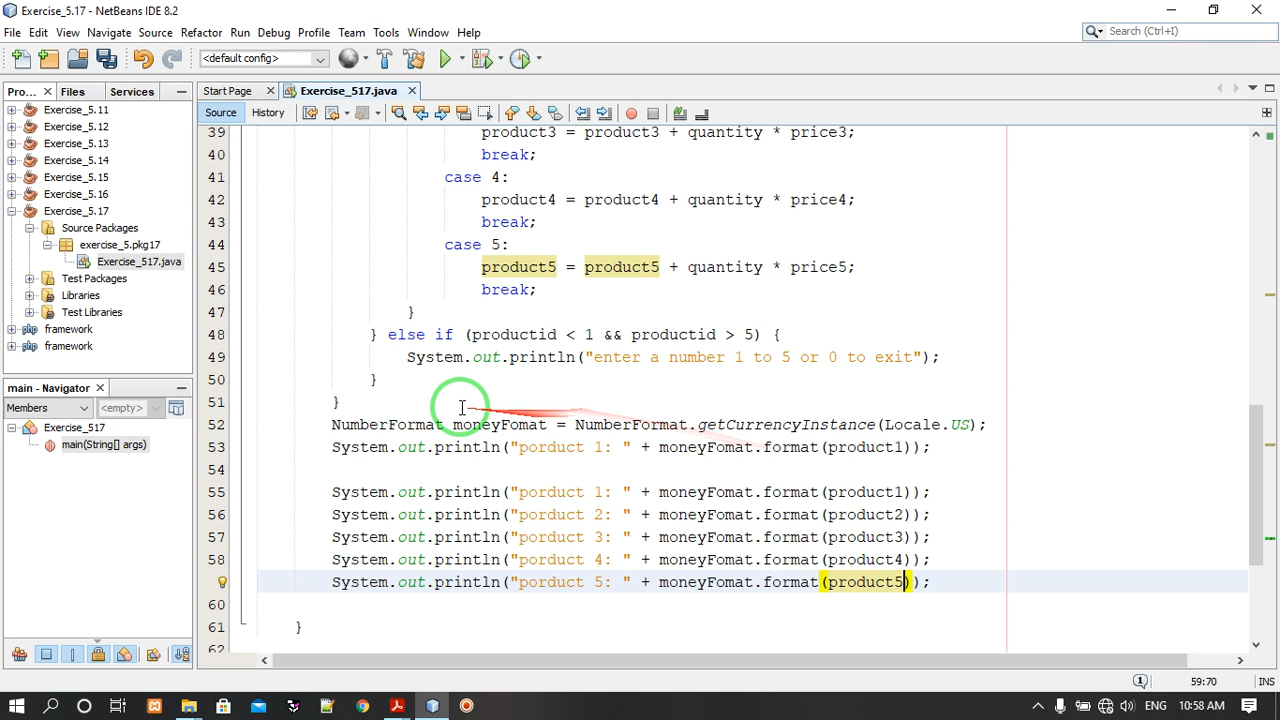 Exercise_5.17 - NetBeans IDE 8.2
File Edit View Navigate Source Refactor Run Debug Profile Team Tools Window Help
Search (Ctrl+I)
<default config>
Pro... Files Services
Start Page Exercise_517.java
Source History
Exercise_5.11
Exercise_5.12
Exercise_5.13
Exercise_5.14
Exercise_5.15
Exercise_5.16
Exercise_5.17
Source Packages
exercise_5.pkg17
Exercise_517.java
Test Packages
Libraries
Test Libraries
framework
framework
main - Navigator
Members <empty>
Exercise_517
main(String[] args)
39 product3 = product3 + quantity * price3;
40 break;
41 case 4:
42 product4 = product4 + quantity * price4;
43 break;
44 case 5:
45 product5 = product5 + quantity * price5;
46 break;
47 }
48 } else if (productid < 1 && productid > 5) {
49 System.out.println("enter a number 1 to 5 or 0 to exit");
50 }
51 }
52 NumberFormat moneyFomat = NumberFormat.getCurrencyInstance(Locale.US);
53 System.out.println("porduct 1: " + moneyFomat.format(product1));
54
55 System.out.println("porduct 1: " + moneyFomat.format(product1));
56 System.out.println("porduct 2: " + moneyFomat.format(product2));
57 System.out.println("porduct 3: " + moneyFomat.format(product3));
58 System.out.println("porduct 4: " + moneyFomat.format(product4));
59 System.out.println("porduct 5: " + moneyFomat.format(product5));
60
61 }
62
59:70 INS
ENG 10:58 AM